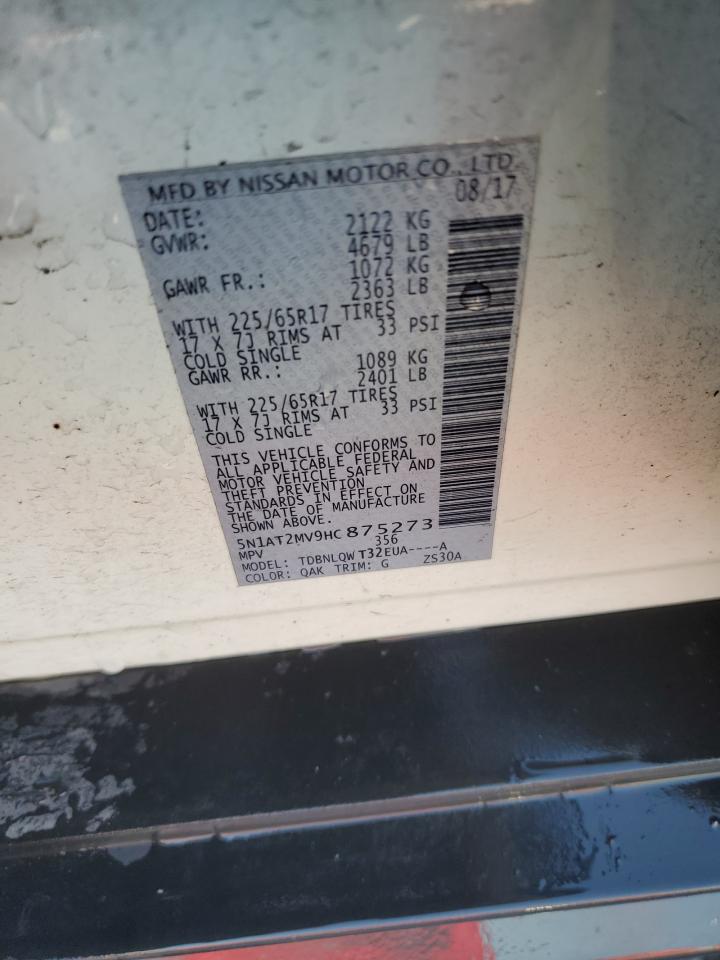 MFD BY NISSAN MOTOR CO., LTD.
DATE: 08/17
GVWR: 2122 KG
4679 LB
GAWR FR.: 1072 KG
2363 LB
WITH 225/65R17 TIRES
17 X 7J RIMS AT 33 PSI
COLD SINGLE
GAWR RR.: 1089 KG
2401 LB
WITH 225/65R17 TIRES
17 X 7J RIMS AT 33 PSI
COLD SINGLE
THIS VEHICLE CONFORMS TO
ALL APPLICABLE FEDERAL
MOTOR VEHICLE SAFETY AND
THEFT PREVENTION
STANDARDS IN EFFECT ON
THE DATE OF MANUFACTURE
SHOWN ABOVE.
5N1AT2MV9HC875273
MPV 356
MODEL: TDBNLQWT32EUA----A
COLOR: QAK TRIM: G ZS30A